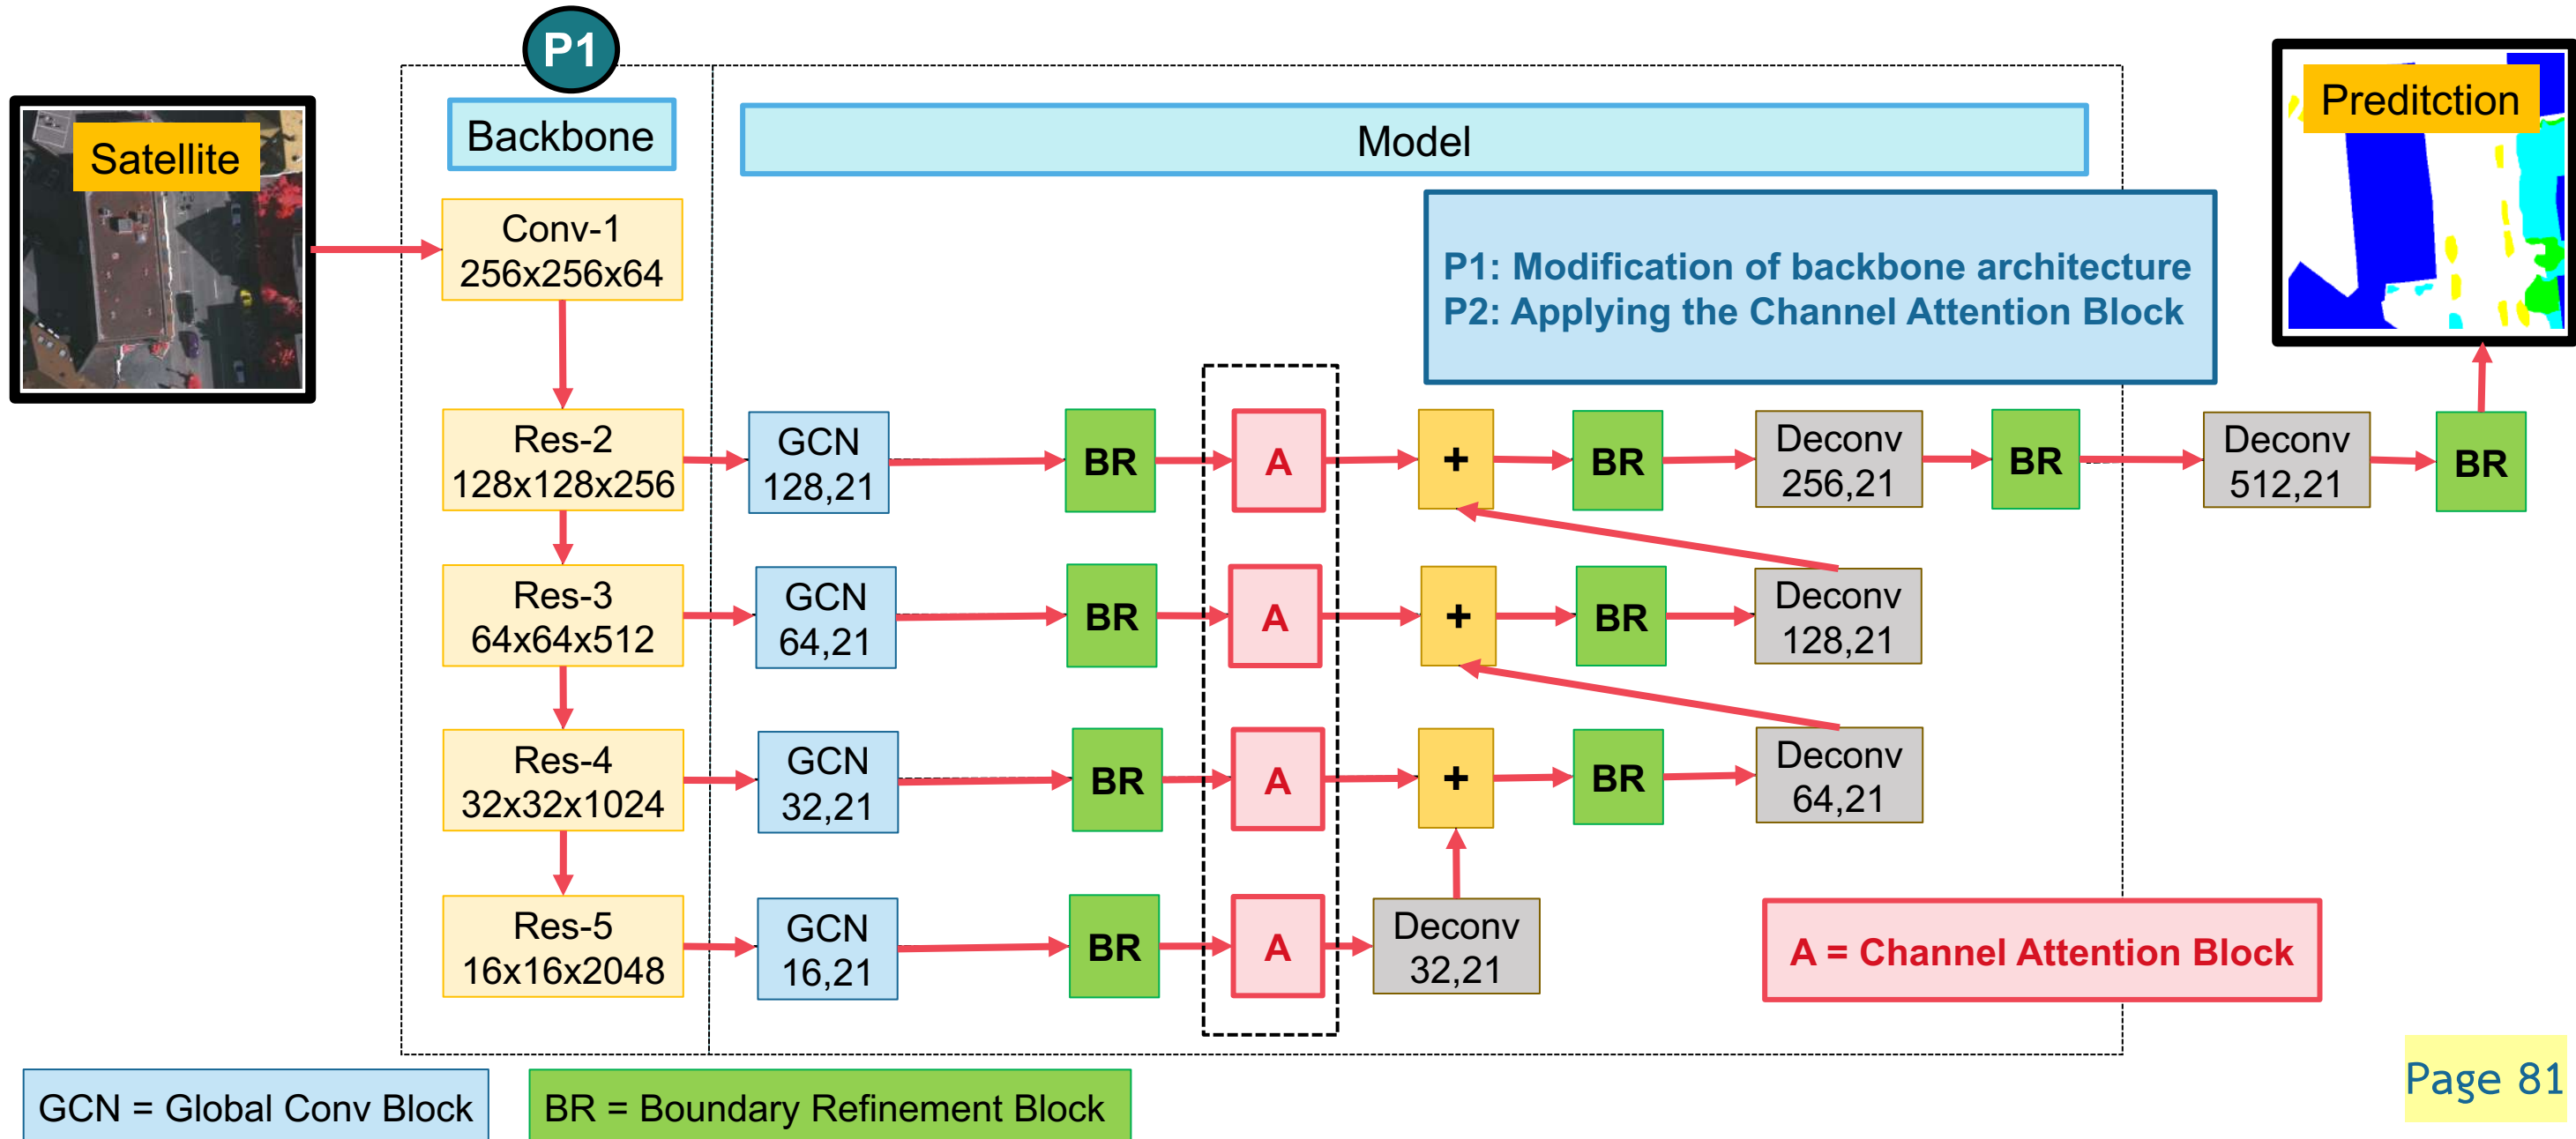 P1
Backbone
Model
Satellite
Preditction
Conv-1
256x256x64
P1: Modification of backbone architecture
P2: Applying the Channel Attention Block
Res-2
128x128x256
GCN
128,21
BR
A
+
BR
Deconv
256,21
BR
Deconv
512,21
BR
Res-3
64x64x512
GCN
64,21
BR
A
+
BR
Deconv
128,21
Res-4
32x32x1024
GCN
32,21
BR
A
+
BR
Deconv
64,21
Res-5
16x16x2048
GCN
16,21
BR
A
Deconv
32,21
A = Channel Attention Block
GCN = Global Conv Block
BR = Boundary Refinement Block
Page 81